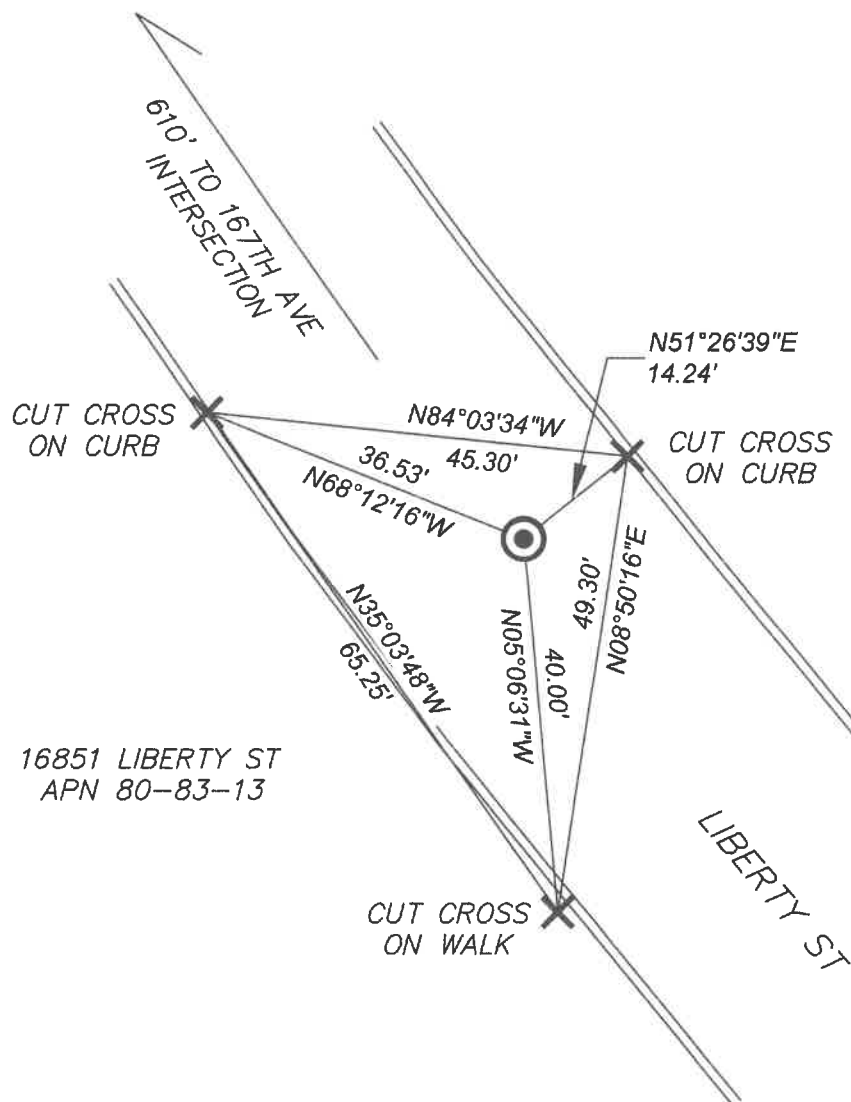 610' TO 167TH AVE
INTERSECTION
N51°26'39"E
14.24'
CUT CROSS
ON CURB
N84°03'34"W
45.30'
CUT CROSS
ON CURB
36.53'
N68°12'16"W
N35°03'48"W
65.25'
N05°06'31"W
40.00'
49.30'
N08°50'16"E
16851 LIBERTY ST
APN 80-83-13
LIBERTY ST
CUT CROSS
ON WALK